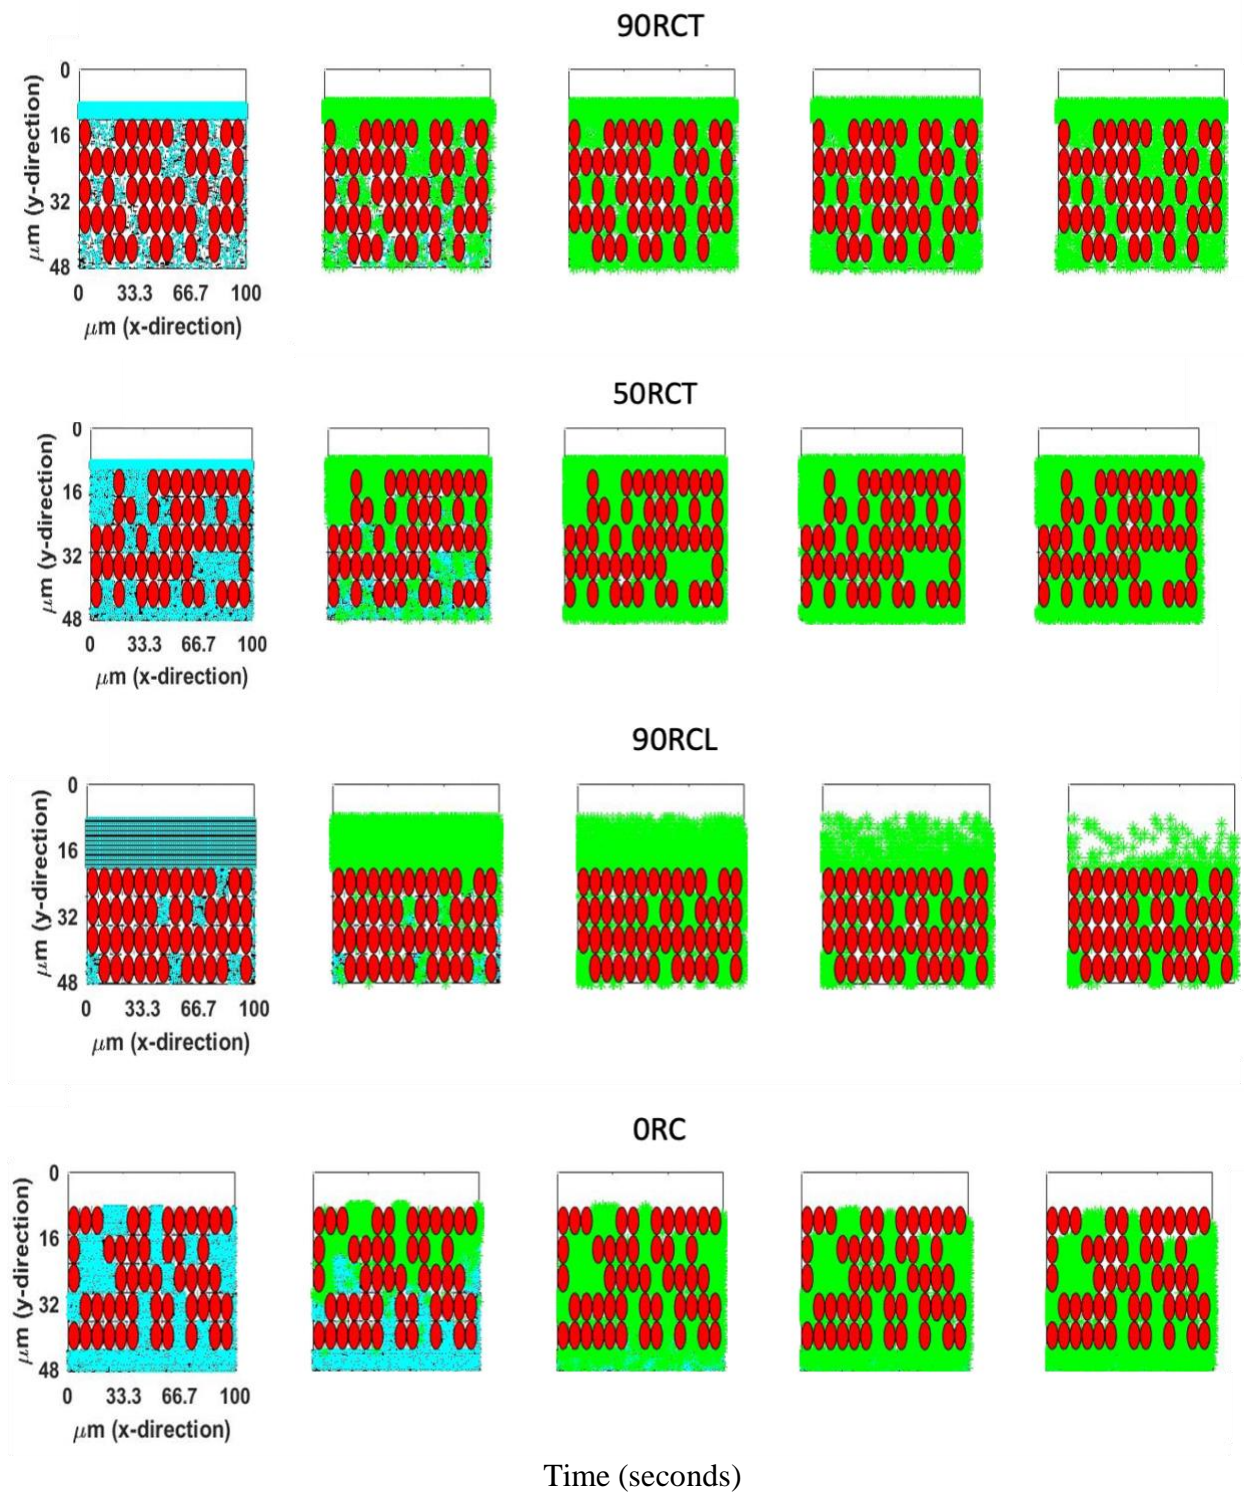 90RCT
0
16
32
48
μm (y-direction)
0 33.3 66.7 100
μm (x-direction)
50RCT
0
16
32
48
μm (y-direction)
0 33.3 66.7 100
μm (x-direction)
90RCL
0
16
32
48
μm (y-direction)
0 33.3 66.7 100
μm (x-direction)
0RC
0
16
32
48
μm (y-direction)
0 33.3 66.7 100
μm (x-direction)
Time (seconds)